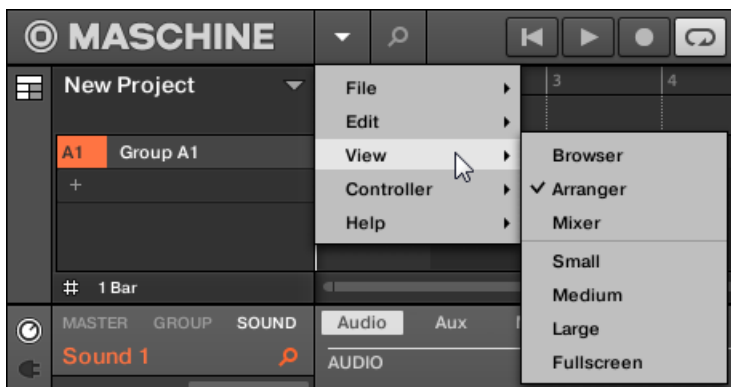 MASCHINE
New Project
3
4
File
Edit
View
Controller
Help
A1 Group A1
+
Browser
Arranger
Mixer
Small
Medium
Large
Fullscreen
# 1 Bar
MASTER GROUP SOUND
Audio Aux
Sound 1
AUDIO